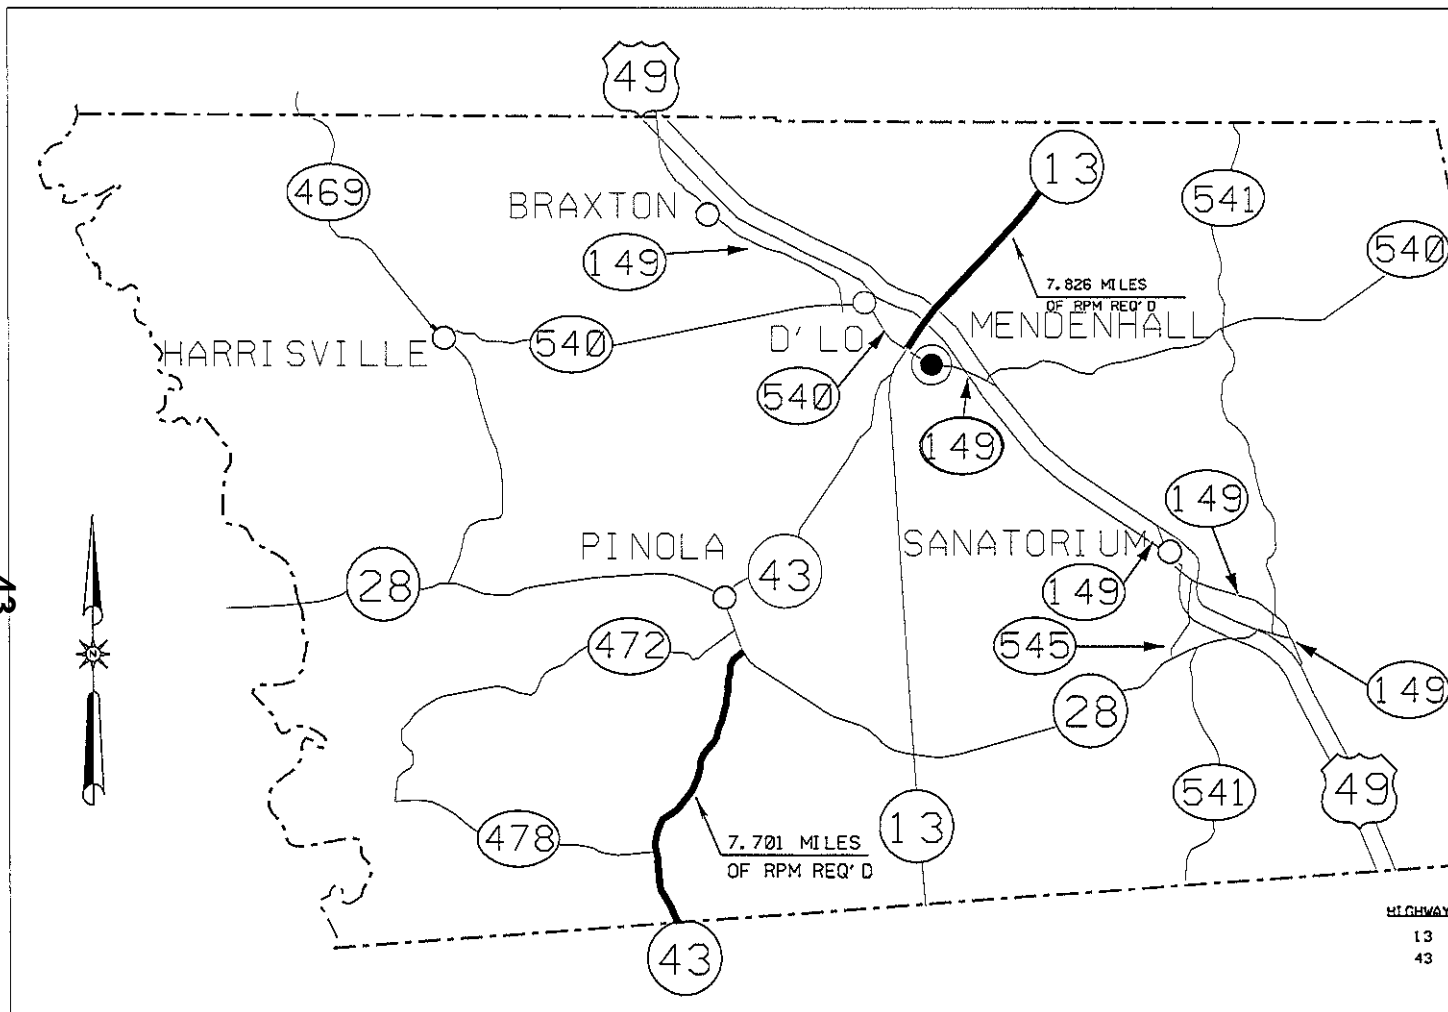 49
13
469
541
BRAXTON
540
149
7.826 MILES
OF RPM REQ'D
MENDENHALL
D'LO
HARRISVILLE
540
540
149
149
PINOLA
SANATORIUM
43
28
149
43
N
472
545
149
28
49
541
13
478
7.701 MILES
OF RPM REQ'D
HIGHWAY
13
43
43